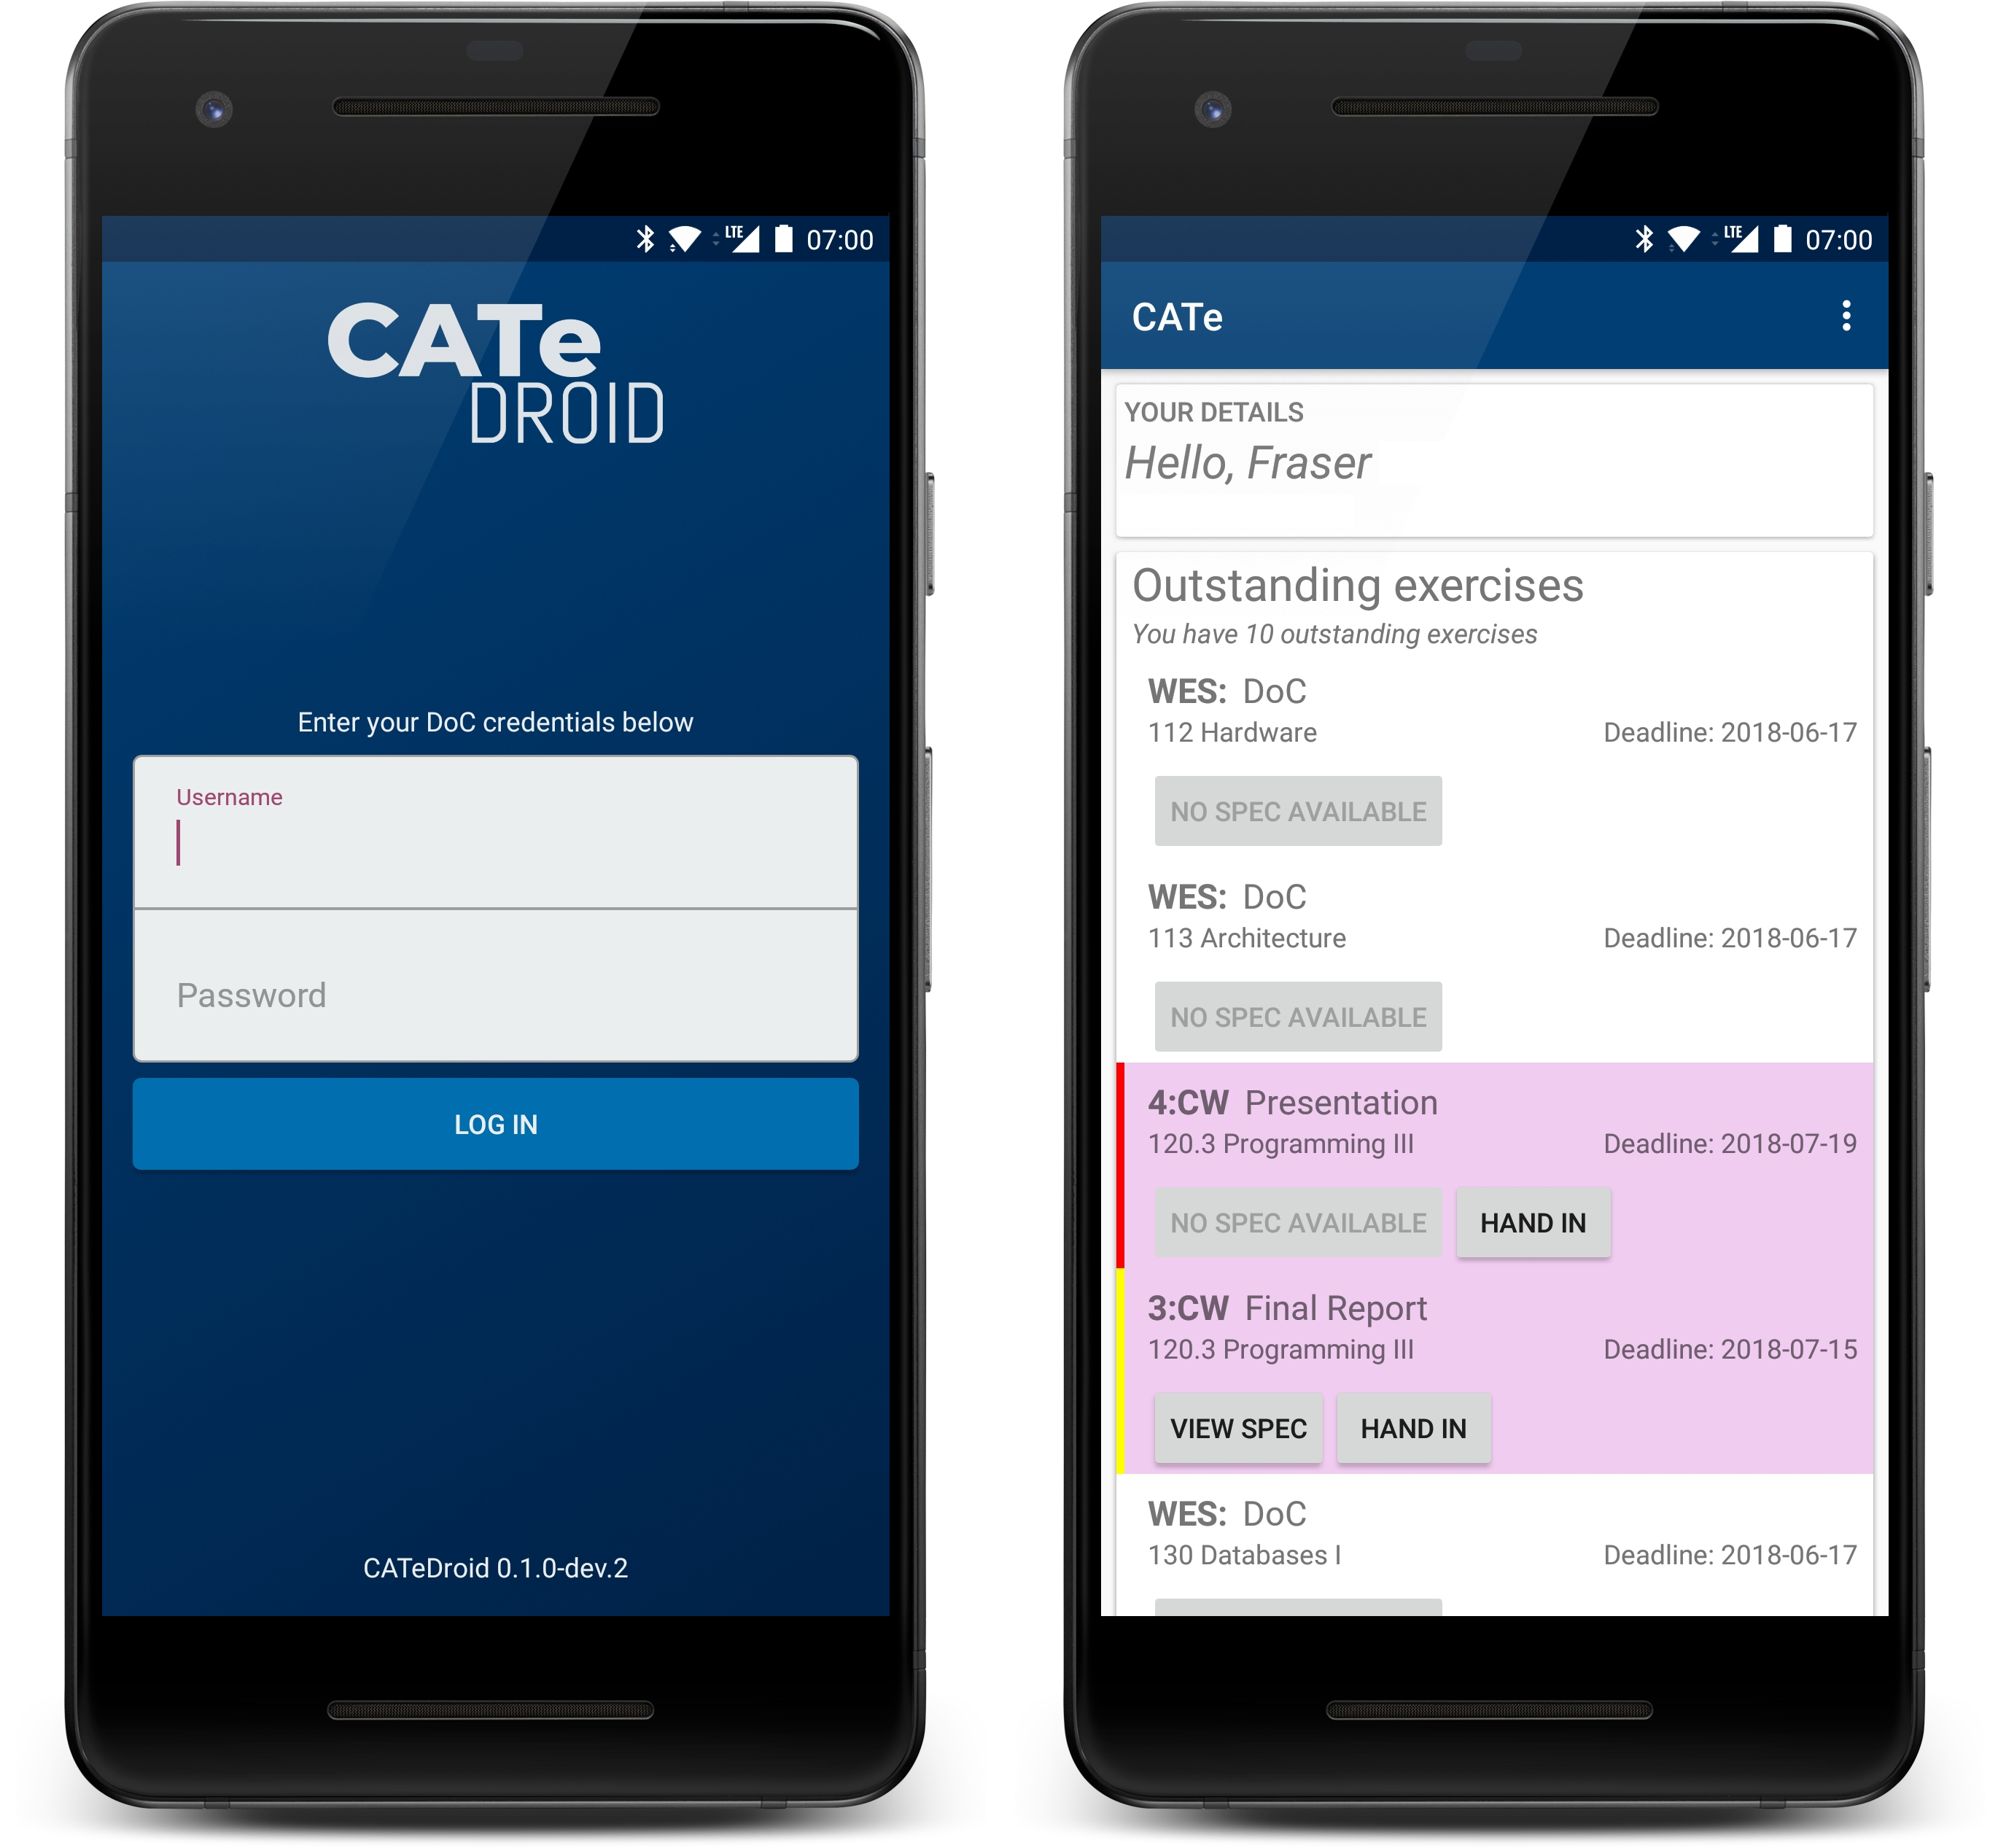 LTE 07:00
CATe
DROID
Enter your DoC credentials below
Username
Password
LOG IN
CATeDroid 0.1.0-dev.2
LTE 07:00
CATe
YOUR DETAILS
Hello, Fraser
Outstanding exercises
You have 10 outstanding exercises
WES: DoC
112 Hardware Deadline: 2018-06-17
NO SPEC AVAILABLE
WES: DoC
113 Architecture Deadline: 2018-06-17
NO SPEC AVAILABLE
4:CW Presentation
120.3 Programming III Deadline: 2018-07-19
NO SPEC AVAILABLE HAND IN
3:CW Final Report
120.3 Programming III Deadline: 2018-07-15
VIEW SPEC HAND IN
WES: DoC
130 Databases I Deadline: 2018-06-17